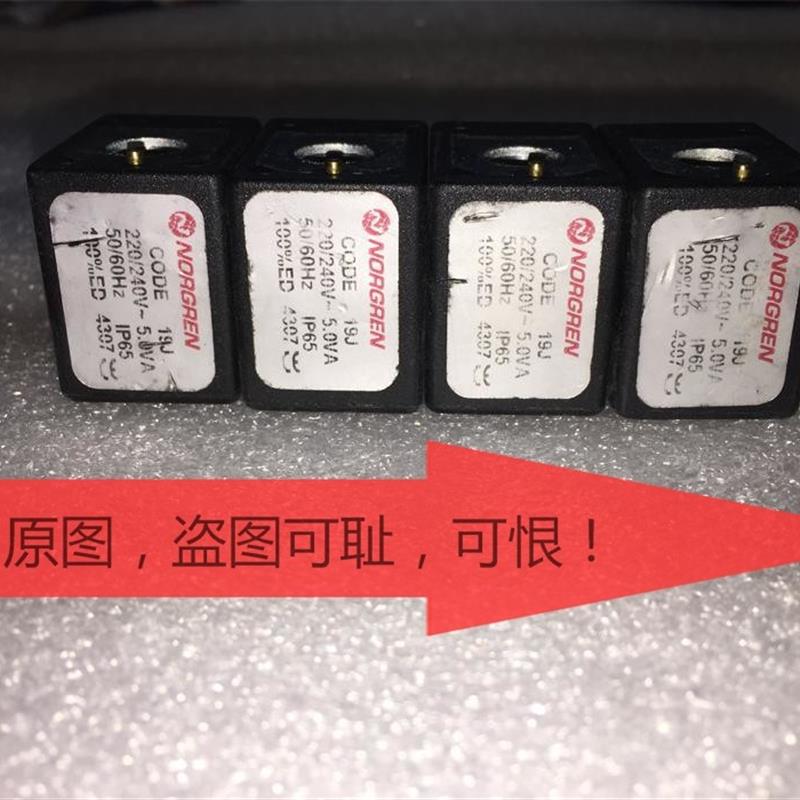 NORGREN
CODE 19J
220/240V~ 5.0VA
50/60Hz IP65
100%ED 4307
NORGREN
CODE 19J
220/240V~ 5.0VA
50/60Hz IP65
100%ED 4307
NORGREN
CODE 19J
220/240V~ 5.0VA
50/60Hz IP65
100%ED 4307
NORGREN
CODE 19J
220/240V~ 5.0VA
50/60Hz IP65
100%ED 4307
原图，盗图可耻，可恨！